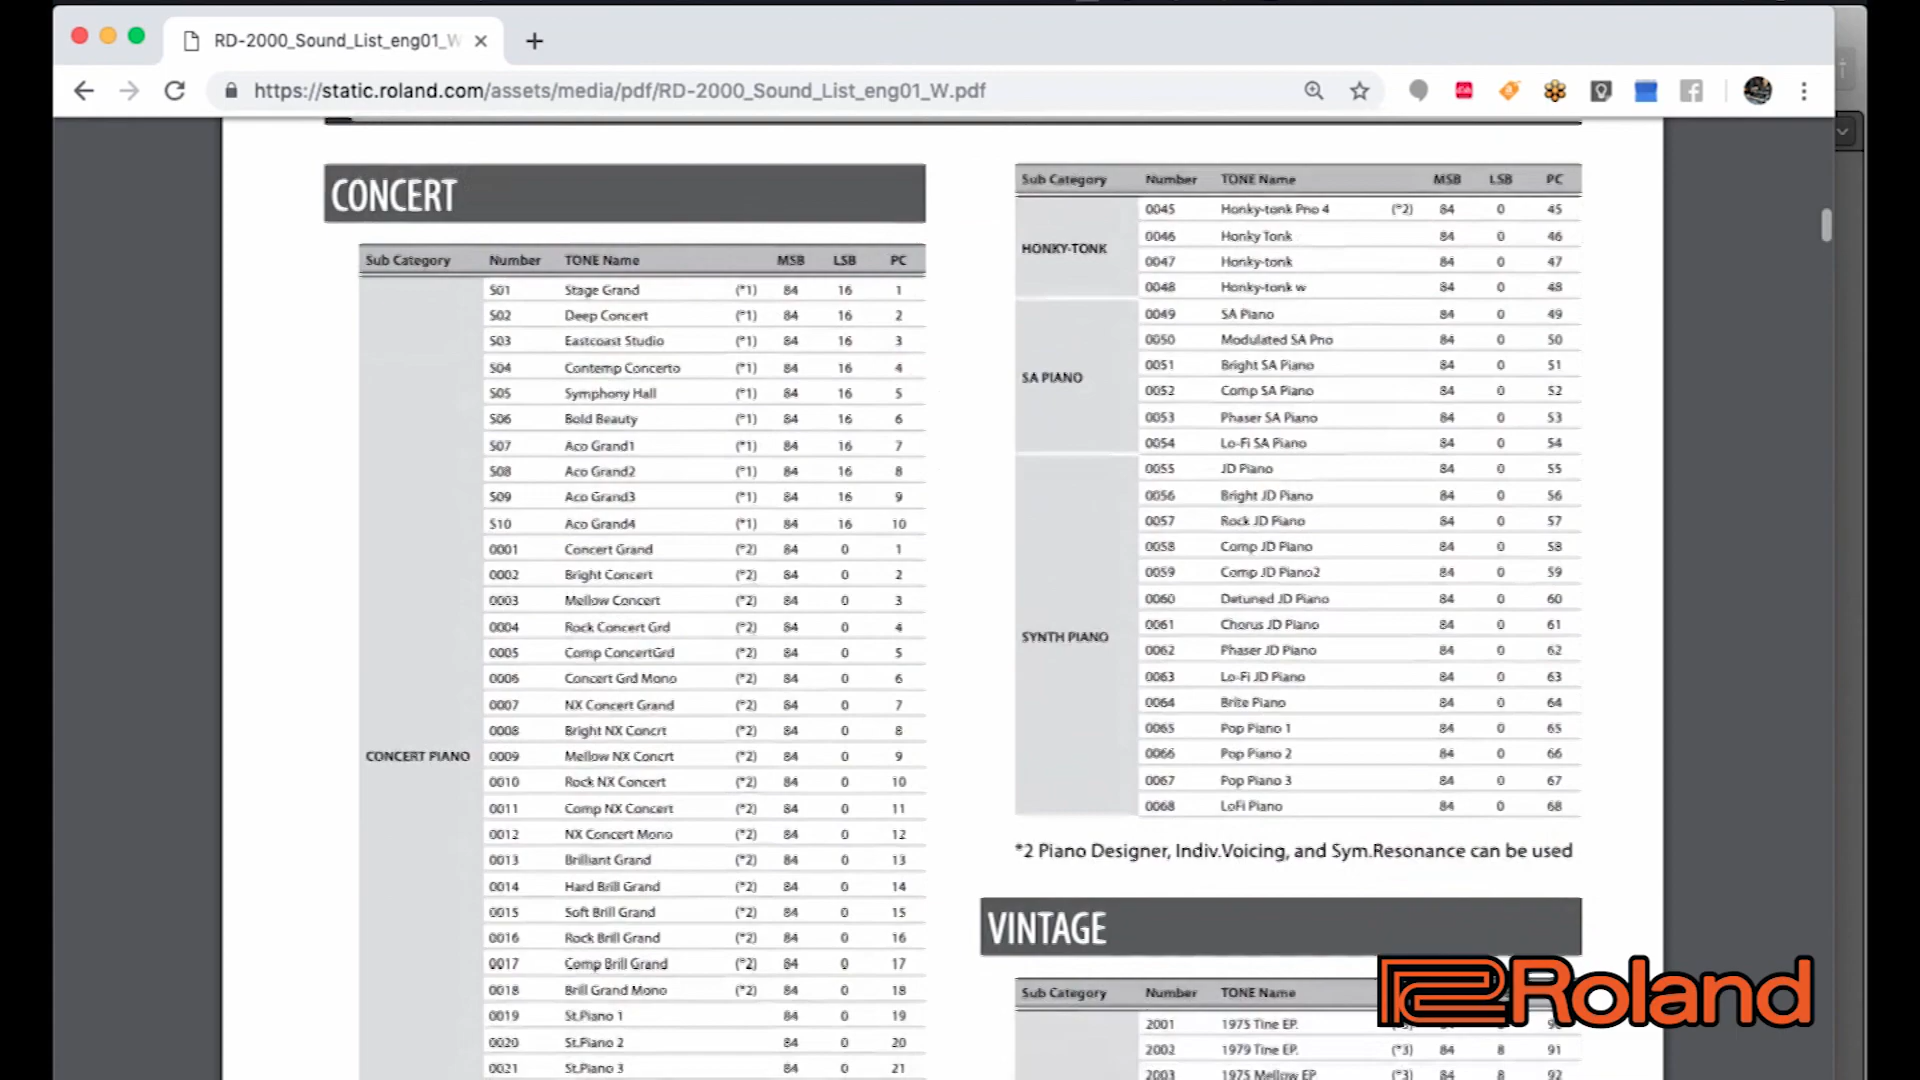 RD-2000_Sound_List_eng01_W
https://static.roland.com/assets/media/pdf/RD-2000_Sound_List_eng01_W.pdf
CONCERT
Sub Category Number TONE Name MSB LSB PC
S01 Stage Grand (*1) 84 16 1
S02 Deep Concert (*1) 84 16 2
S03 Eastcoast Studio (*1) 84 16 3
S04 Contemp Concerto (*1) 84 16 4
S05 Symphony Hall (*1) 84 16 5
S06 Bold Beauty (*1) 84 16 6
S07 Aco Grand1 (*1) 84 16 7
S08 Aco Grand2 (*1) 84 16 8
S09 Aco Grand3 (*1) 84 16 9
S10 Aco Grand4 (*1) 84 16 10
0001 Concert Grand (*2) 84 0 1
0002 Bright Concert (*2) 84 0 2
0003 Mellow Concert (*2) 84 0 3
0004 Rock Concert Grd (*2) 84 0 4
0005 Comp ConcertGrd (*2) 84 0 5
0006 Concert Grd Mono (*2) 84 0 6
0007 NX Concert Grand (*2) 84 0 7
0008 Bright NX Concrt (*2) 84 0 8
CONCERT PIANO 0009 Mellow NX Concrt (*2) 84 0 9
0010 Rock NX Concert (*2) 84 0 10
0011 Comp NX Concert (*2) 84 0 11
0012 NX Concert Mono (*2) 84 0 12
0013 Brilliant Grand (*2) 84 0 13
0014 Hard Brill Grand (*2) 84 0 14
0015 Soft Brill Grand (*2) 84 0 15
0016 Rock Brill Grand (*2) 84 0 16
0017 Comp Brill Grand (*2) 84 0 17
0018 Brill Grand Mono (*2) 84 0 18
0019 St.Piano 1 84 0 19
0020 St.Piano 2 84 0 20
0021 St.Piano 3 84 0 21
Sub Category Number TONE Name MSB LSB PC
0045 Honky-tonk Pno 4 (*2) 84 0 45
HONKY-TONK 0046 Honky Tonk 84 0 46
0047 Honky-tonk 84 0 47
0048 Honky-tonk w 84 0 48
0049 SA Piano 84 0 49
0050 Modulated SA Pno 84 0 50
SA PIANO 0051 Bright SA Piano 84 0 51
0052 Comp SA Piano 84 0 52
0053 Phaser SA Piano 84 0 53
0054 Lo-Fi SA Piano 84 0 54
0055 JD Piano 84 0 55
0056 Bright JD Piano 84 0 56
0057 Rock JD Piano 84 0 57
0058 Comp JD Piano 84 0 58
0059 Comp JD Piano2 84 0 59
0060 Detuned JD Piano 84 0 60
0061 Chorus JD Piano 84 0 61
SYNTH PIANO 0062 Phaser JD Piano 84 0 62
0063 Lo-Fi JD Piano 84 0 63
0064 Brite Piano 84 0 64
0065 Pop Piano 1 84 0 65
0066 Pop Piano 2 84 0 66
0067 Pop Piano 3 84 0 67
0068 LoFi Piano 84 0 68
*2 Piano Designer, Indiv.Voicing, and Sym.Resonance can be used
VINTAGE
Sub Category Number TONE Name
2001 1975 Tine EP.
2002 1979 Tine EP. (*3) 84 8 91
2003 1975 Mellow EP (*3) 84 8 92
Roland